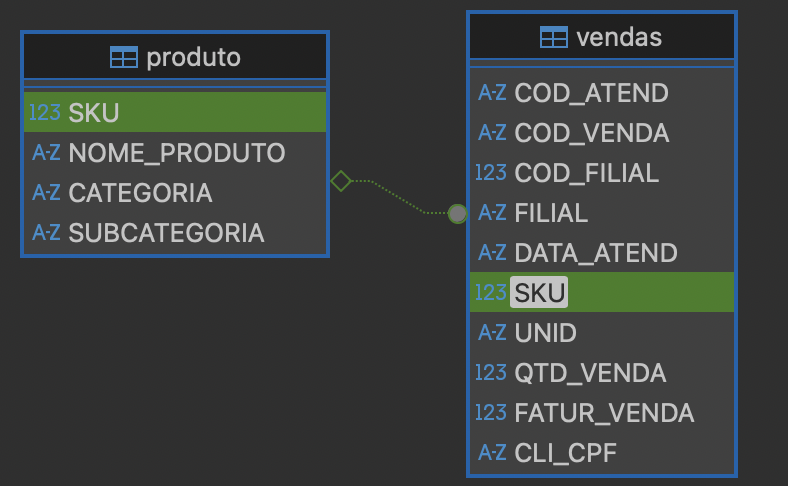 produto
123 SKU
A-Z NOME_PRODUTO
A-Z CATEGORIA
A-Z SUBCATEGORIA
vendas
A-Z COD_ATEND
A-Z COD_VENDA
123 COD_FILIAL
A-Z FILIAL
A-Z DATA_ATEND
123 SKU
A-Z UNID
123 QTD_VENDA
123 FATUR_VENDA
A-Z CLI_CPF